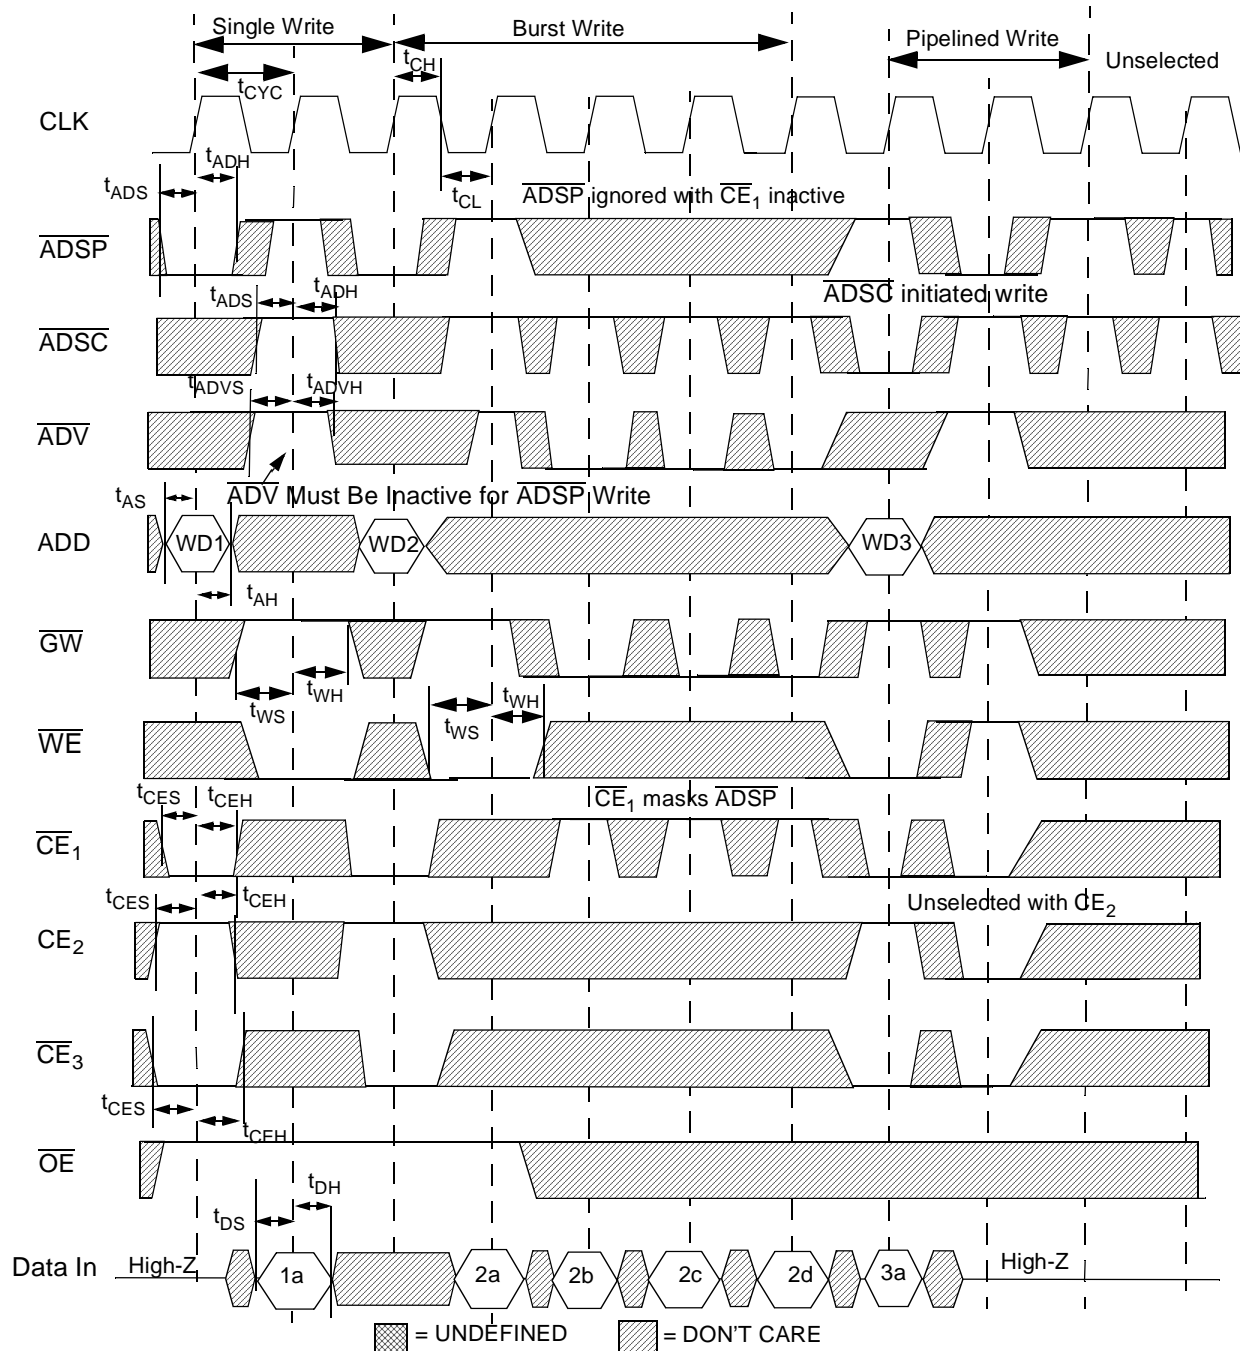 Single Write
Burst Write
Pipelined Write
Unselected
tCH
tCYC
CLK
tADH
tADS
tCL
ADSP ignored with CE1 inactive
ADSP
tADS
tADH
ADSC initiated write
ADSC
tADVS
tADVH
ADV
ADV Must Be Inactive for ADSP Write
tAS
ADD
WD1
WD2
WD3
tAH
GW
tWH
tWS
tWH
tWS
WE
tCES
tCEH
CE1 masks ADSP
CE1
tCES
tCEH
Unselected with CE2
CE2
CE3
tCES
tCEH
OE
tDH
tDS
Data In
High-Z
1a
2a
2b
2c
2d
3a
High-Z
= UNDEFINED
= DON'T CARE